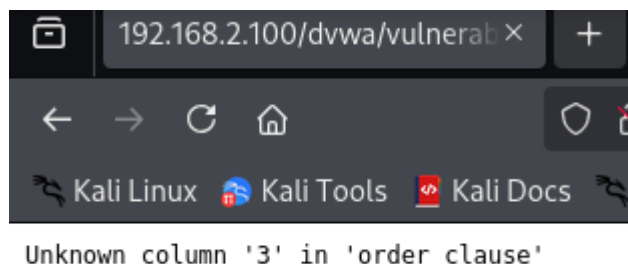 192.168.2.100/dvwa/vulnerab
Kali Linux Kali Tools Kali Docs
Unknown column '3' in 'order clause'